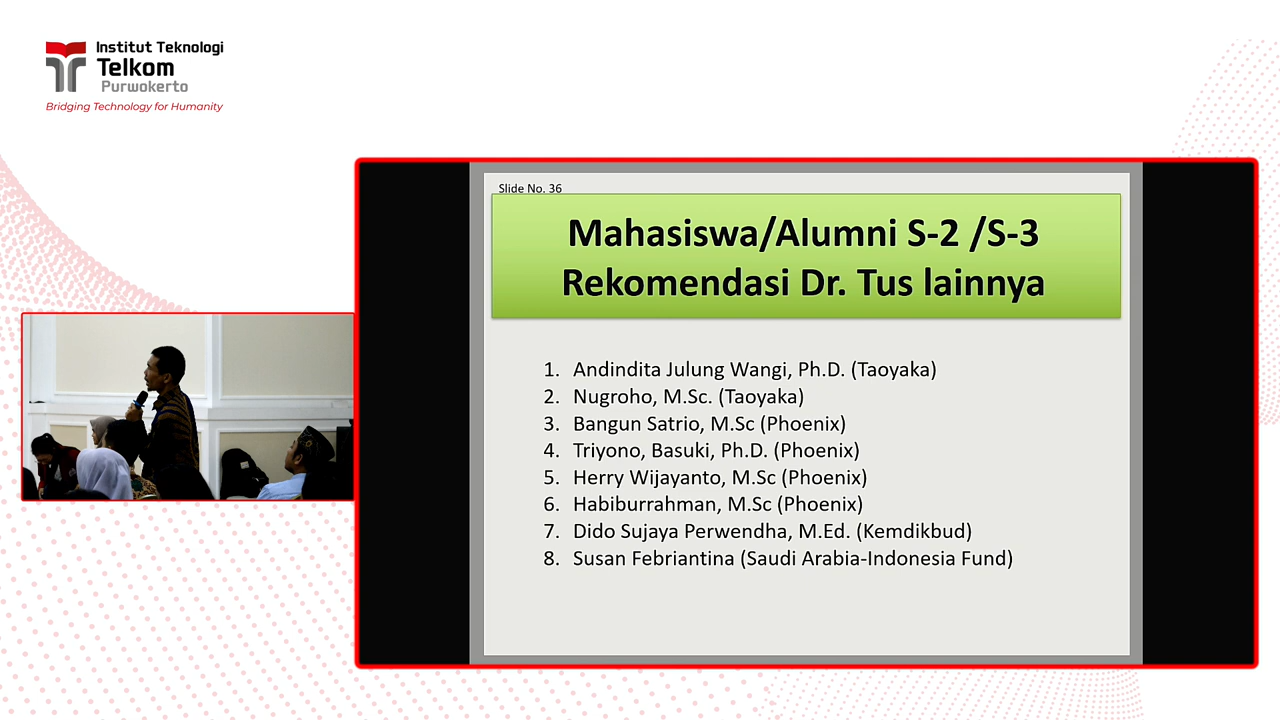 Institut Teknologi
Telkom
Purwokerto
Bridging Technology for Humanity
Slide No. 36
Mahasiswa/Alumni S-2 /S-3
Rekomendasi Dr. Tus lainnya
1. Andindita Julung Wangi, Ph.D. (Taoyaka)
2. Nugroho, M.Sc. (Taoyaka)
3. Bangun Satrio, M.Sc (Phoenix)
4. Triyono, Basuki, Ph.D. (Phoenix)
5. Herry Wijayanto, M.Sc (Phoenix)
6. Habiburrahman, M.Sc (Phoenix)
7. Dido Sujaya Perwendha, M.Ed. (Kemdikbud)
8. Susan Febriantina (Saudi Arabia-Indonesia Fund)